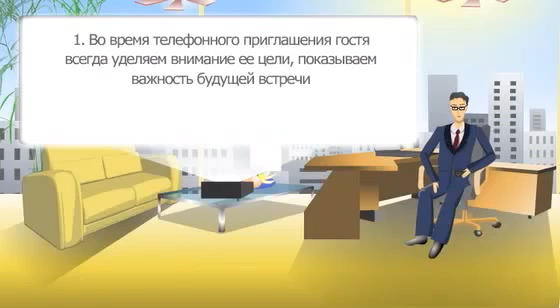 1. Во время телефонного приглашения гостя
всегда уделяем внимание ее цели, показываем
важность будущей встречи